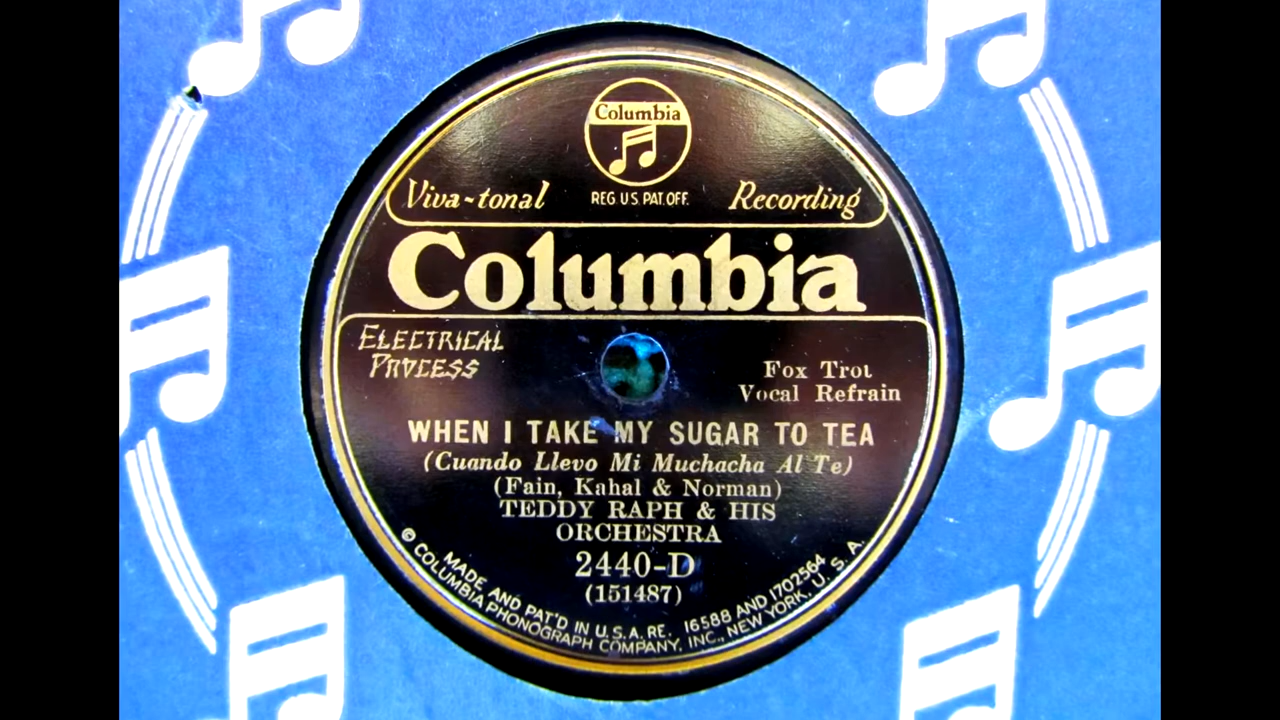 Columbia
REG. U.S. PAT. OFF.
Viva-tonal Recording
Columbia
ELECTRICAL
PROCESS
Fox Trot
Vocal Refrain
WHEN I TAKE MY SUGAR TO TEA
(Cuando Llevo Mi Muchacha Al Te)
(Fain, Kahal & Norman)
TEDDY RAPH & HIS
ORCHESTRA
2440-D
(151487)
MADE AND PAT'D IN U.S.A. RE. 16588 AND 1702564
© COLUMBIA PHONOGRAPH COMPANY, INC., NEW YORK, U.S.A.